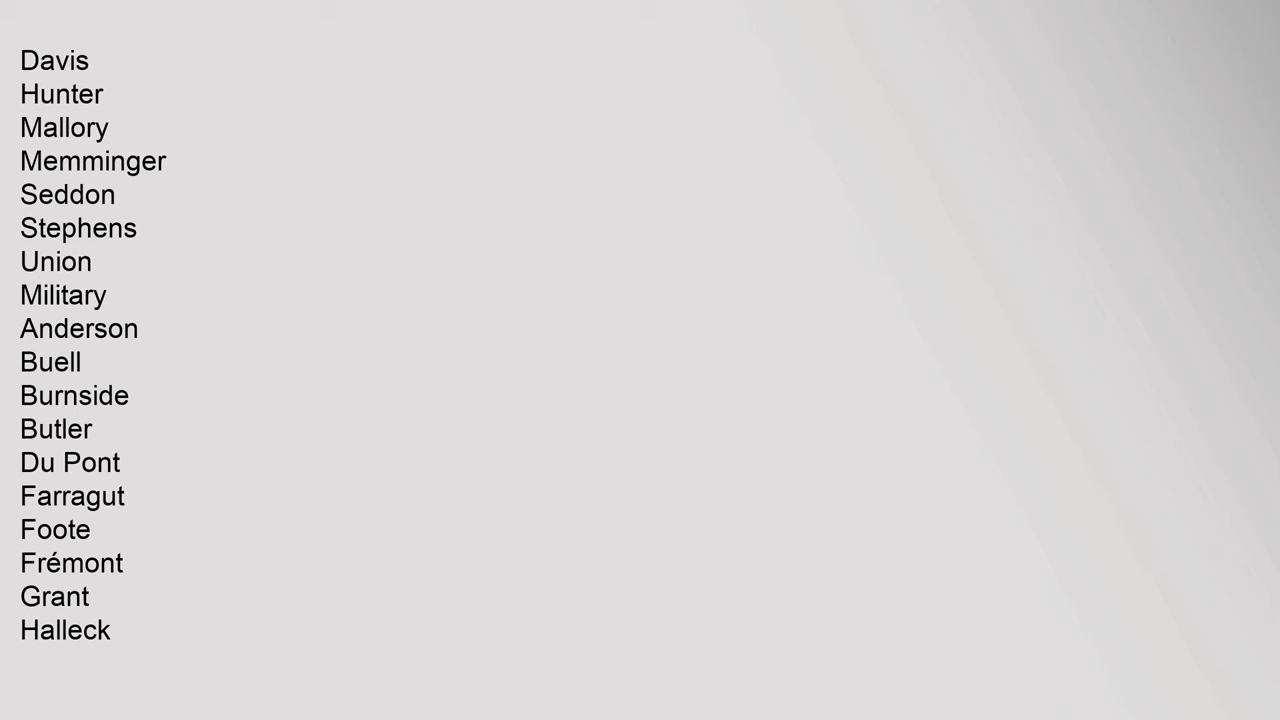 Davis
Hunter
Mallory
Memminger
Seddon
Stephens
Union
Military
Anderson
Buell
Burnside
Butler
Du Pont
Farragut
Foote
Frémont
Grant
Halleck